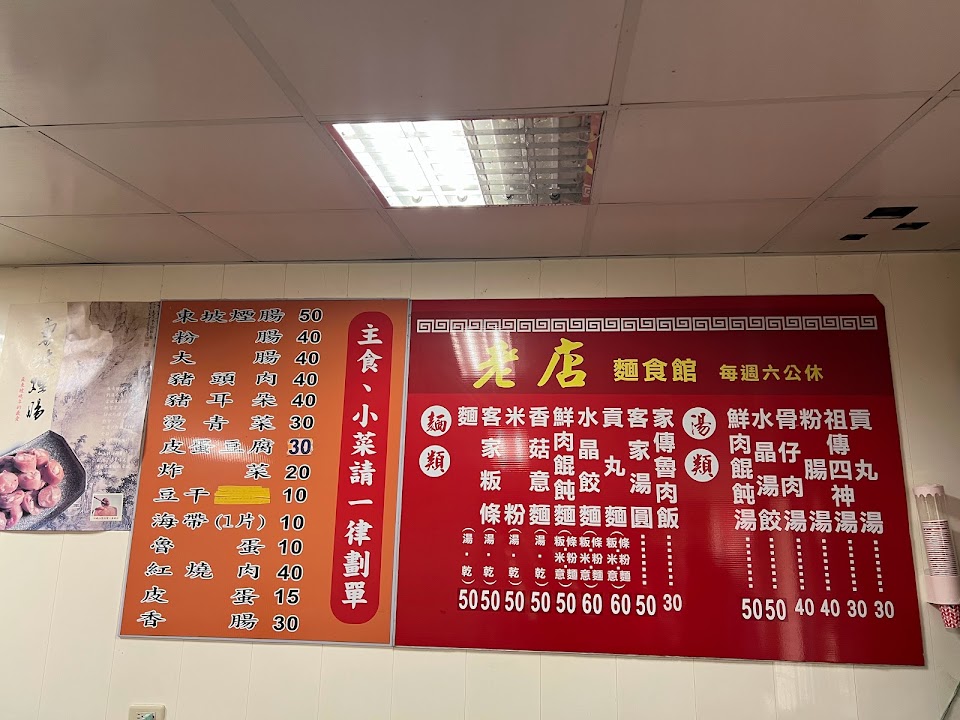 東坡煙腸 50
粉腸 40
大腸 40
豬頭肉 40
豬耳朵 40
燙青菜 30
皮蛋豆腐 30
炸菜 20
豆干 10
海帶(1片) 10
魯蛋 10
紅燒肉 40
皮蛋 15
香腸 30
主食、小菜請一律劃單
老店 麵食館 每週六公休
麵類
麵(湯·乾) 50
客家粄條(湯·乾) 50
米粉(湯·乾) 50
香菇意麵(湯·乾) 50
鮮肉餛飩麵(粄條·米粉·意麵) 50
水晶餃麵(粄條·米粉·意麵) 60
貢丸麵(粄條·米粉·意麵) 60
客家湯圓 50
家傳魯肉飯 30
湯類
鮮肉餛飩湯 50
水晶湯餃 50
骨仔肉湯 40
粉腸湯 40
祖傳四神湯 30
貢丸湯 30